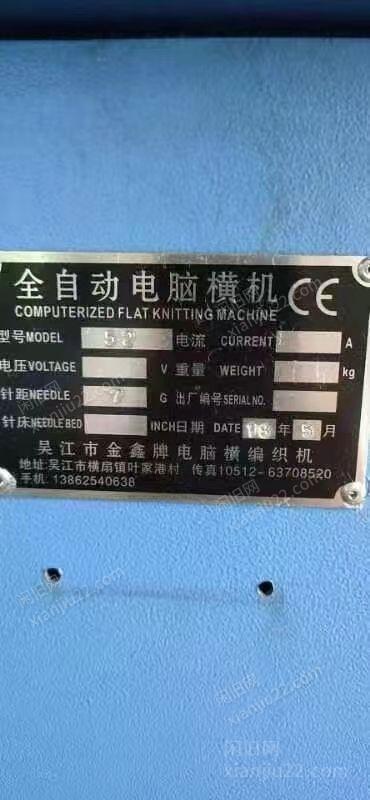 全自动电脑横机 CE
COMPUTERIZED FLAT KNITTING MACHINE
型号MODEL 52 电流 CURRENT A
电压VOLTAGE V 重量 WEIGHT kg
针距NEEDLE 7 G 出厂编号SERIAL NO.
针床NEEDLE BED INCH 日期 DATE 年 5 月
吴江市金鑫牌电脑横编织机
地址:吴江市横扇镇叶家港村 传真10512-63708520
手机:13862540638
闲旧网
xianjiu22.com